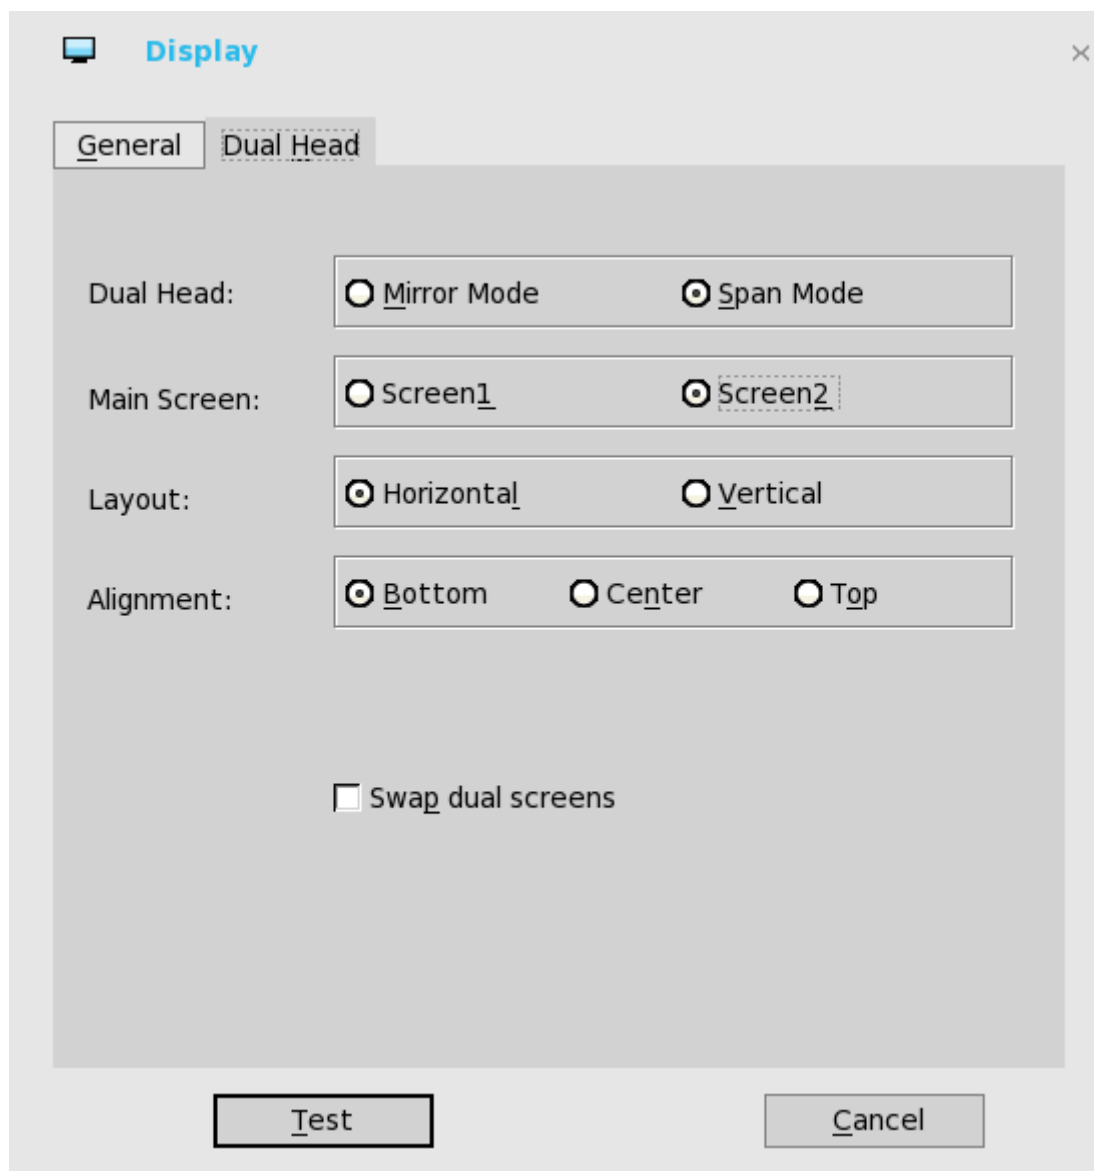 Display
General Dual Head
Dual Head: Mirror Mode Span Mode
Main Screen: Screen1 Screen2
Layout: Horizontal Vertical
Alignment: Bottom Center Top
Swap dual screens
Test Cancel